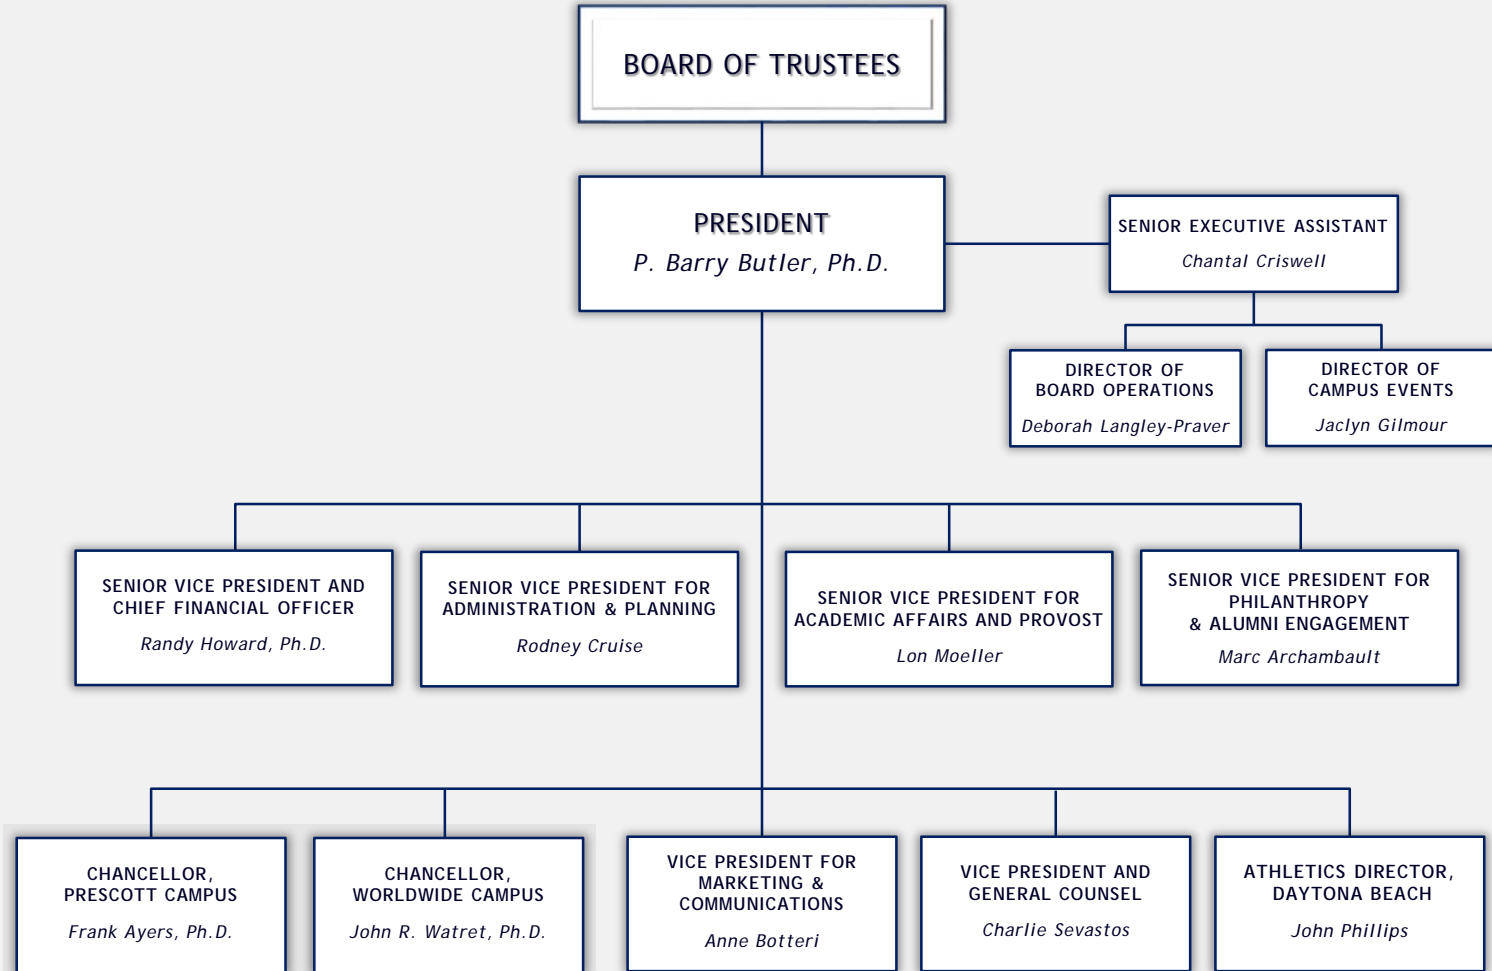 BOARD OF TRUSTEES
PRESIDENT
P. Barry Butler, Ph.D.
SENIOR EXECUTIVE ASSISTANT
Chantal Criswell
DIRECTOR OF
BOARD OPERATIONS
Deborah Langley-Praver
DIRECTOR OF
CAMPUS EVENTS
Jaclyn Gilmour
SENIOR VICE PRESIDENT AND
CHIEF FINANCIAL OFFICER
Randy Howard, Ph.D.
SENIOR VICE PRESIDENT FOR
ADMINISTRATION & PLANNING
Rodney Cruise
SENIOR VICE PRESIDENT FOR
ACADEMIC AFFAIRS AND PROVOST
Lon Moeller
SENIOR VICE PRESIDENT FOR
PHILANTHROPY
& ALUMNI ENGAGEMENT
Marc Archambault
CHANCELLOR,
PRESCOTT CAMPUS
Frank Ayers, Ph.D.
CHANCELLOR,
WORLDWIDE CAMPUS
John R. Watret, Ph.D.
VICE PRESIDENT FOR
MARKETING &
COMMUNICATIONS
Anne Botteri
VICE PRESIDENT AND
GENERAL COUNSEL
Charlie Sevastos
ATHLETICS DIRECTOR,
DAYTONA BEACH
John Phillips